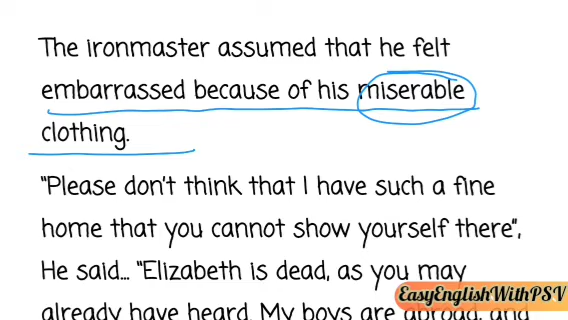 The ironmaster assumed that he felt
embarrassed because of his miserable
clothing.
"Please don't think that I have such a fine
home that you cannot show yourself there",
He said... "Elizabeth is dead, as you may
already have heard. My boys are abroad, and
EasyEnglishWithPSV